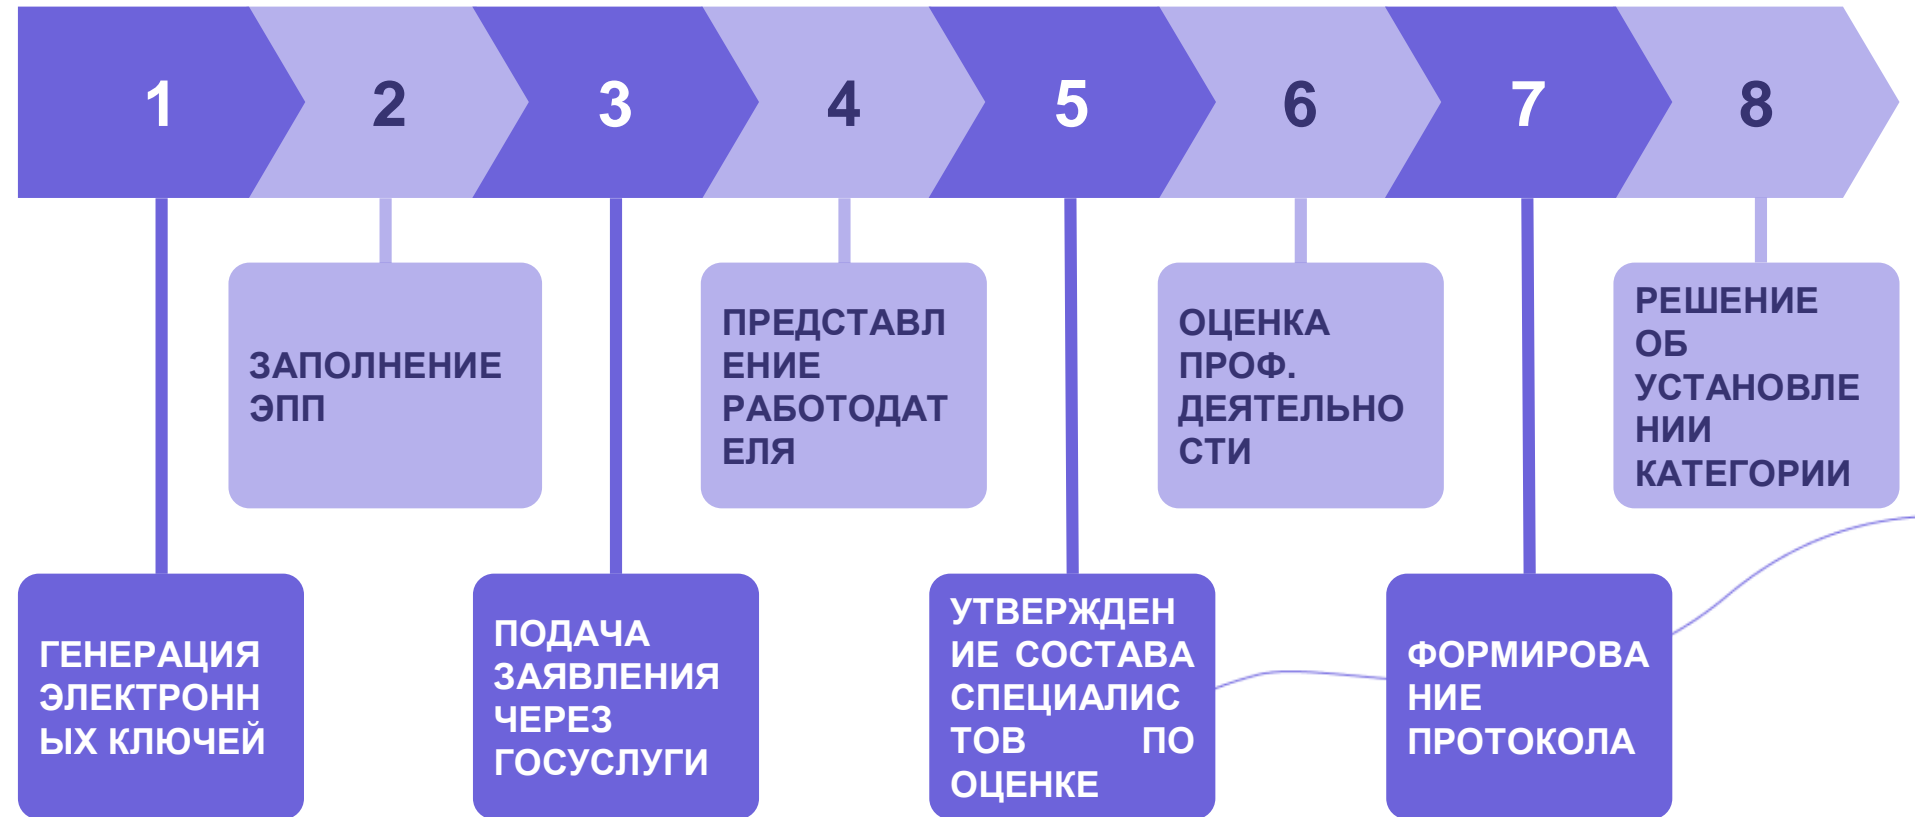 1
2
3
4
5
6
7
8
ЗАПОЛНЕНИЕ
ЭПП
ПРЕДСТАВЛ
ЕНИЕ
РАБОТОДАТ
ЕЛЯ
ОЦЕНКА
ПРОФ.
ДЕЯТЕЛЬНО
СТИ
РЕШЕНИЕ
ОБ
УСТАНОВЛЕ
НИИ
КАТЕГОРИИ
ГЕНЕРАЦИЯ
ЭЛЕКТРОНН
ЫХ КЛЮЧЕЙ
ПОДАЧА
ЗАЯВЛЕНИЯ
ЧЕРЕЗ
ГОСУСЛУГИ
УТВЕРЖДЕН
ИЕ СОСТАВА
СПЕЦИАЛИС
ТОВ ПО
ОЦЕНКЕ
ФОРМИРОВА
НИЕ
ПРОТОКОЛА